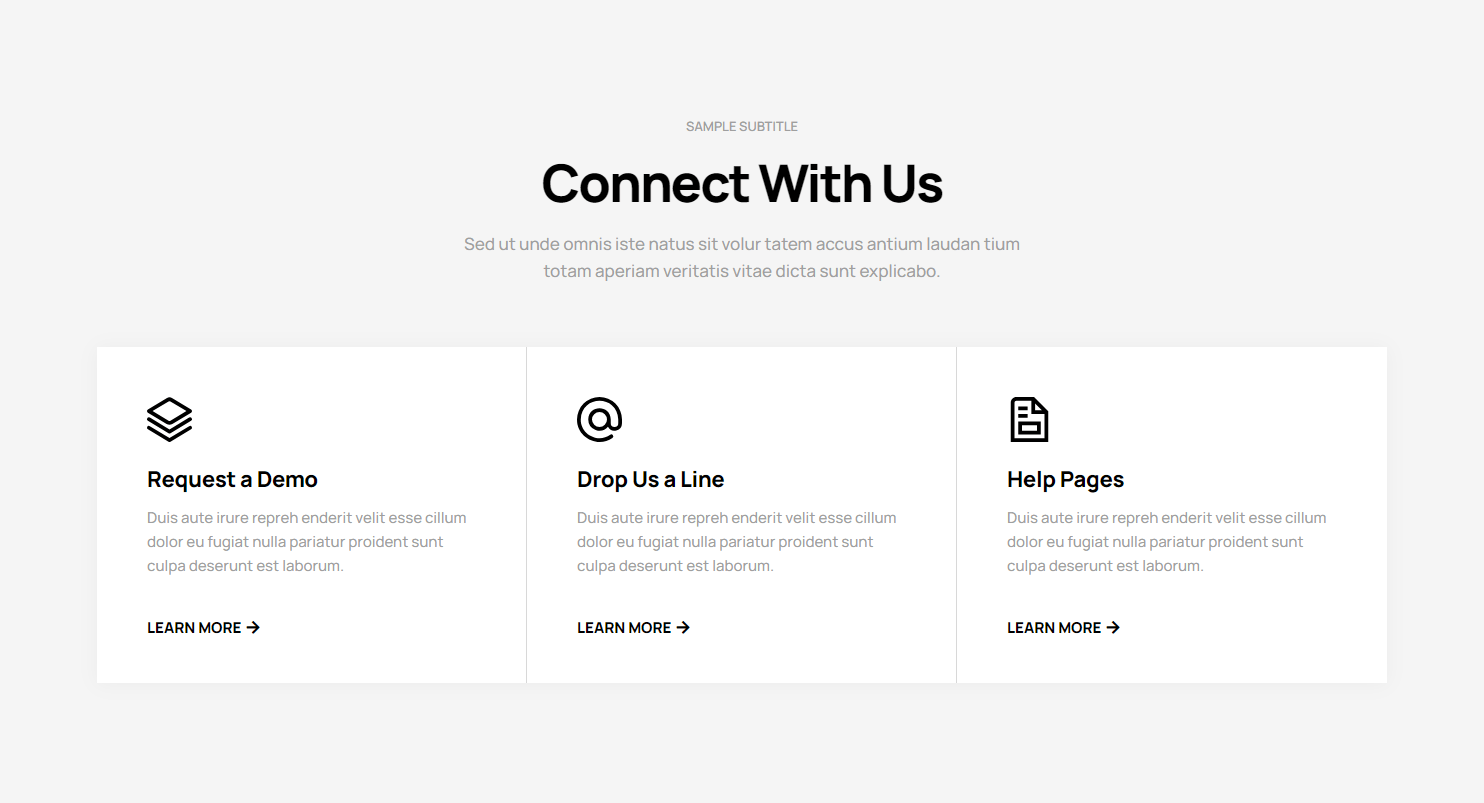 SAMPLE SUBTITLE
Connect With Us
Sed ut unde omnis iste natus sit volur tatem accus antium laudan tium
totam aperiam veritatis vitae dicta sunt explicabo.
Request a Demo
Duis aute irure repreh enderit velit esse cillum
dolor eu fugiat nulla pariatur proident sunt
culpa deserunt est laborum.
LEARN MORE →
Drop Us a Line
Duis aute irure repreh enderit velit esse cillum
dolor eu fugiat nulla pariatur proident sunt
culpa deserunt est laborum.
LEARN MORE →
Help Pages
Duis aute irure repreh enderit velit esse cillum
dolor eu fugiat nulla pariatur proident sunt
culpa deserunt est laborum.
LEARN MORE →